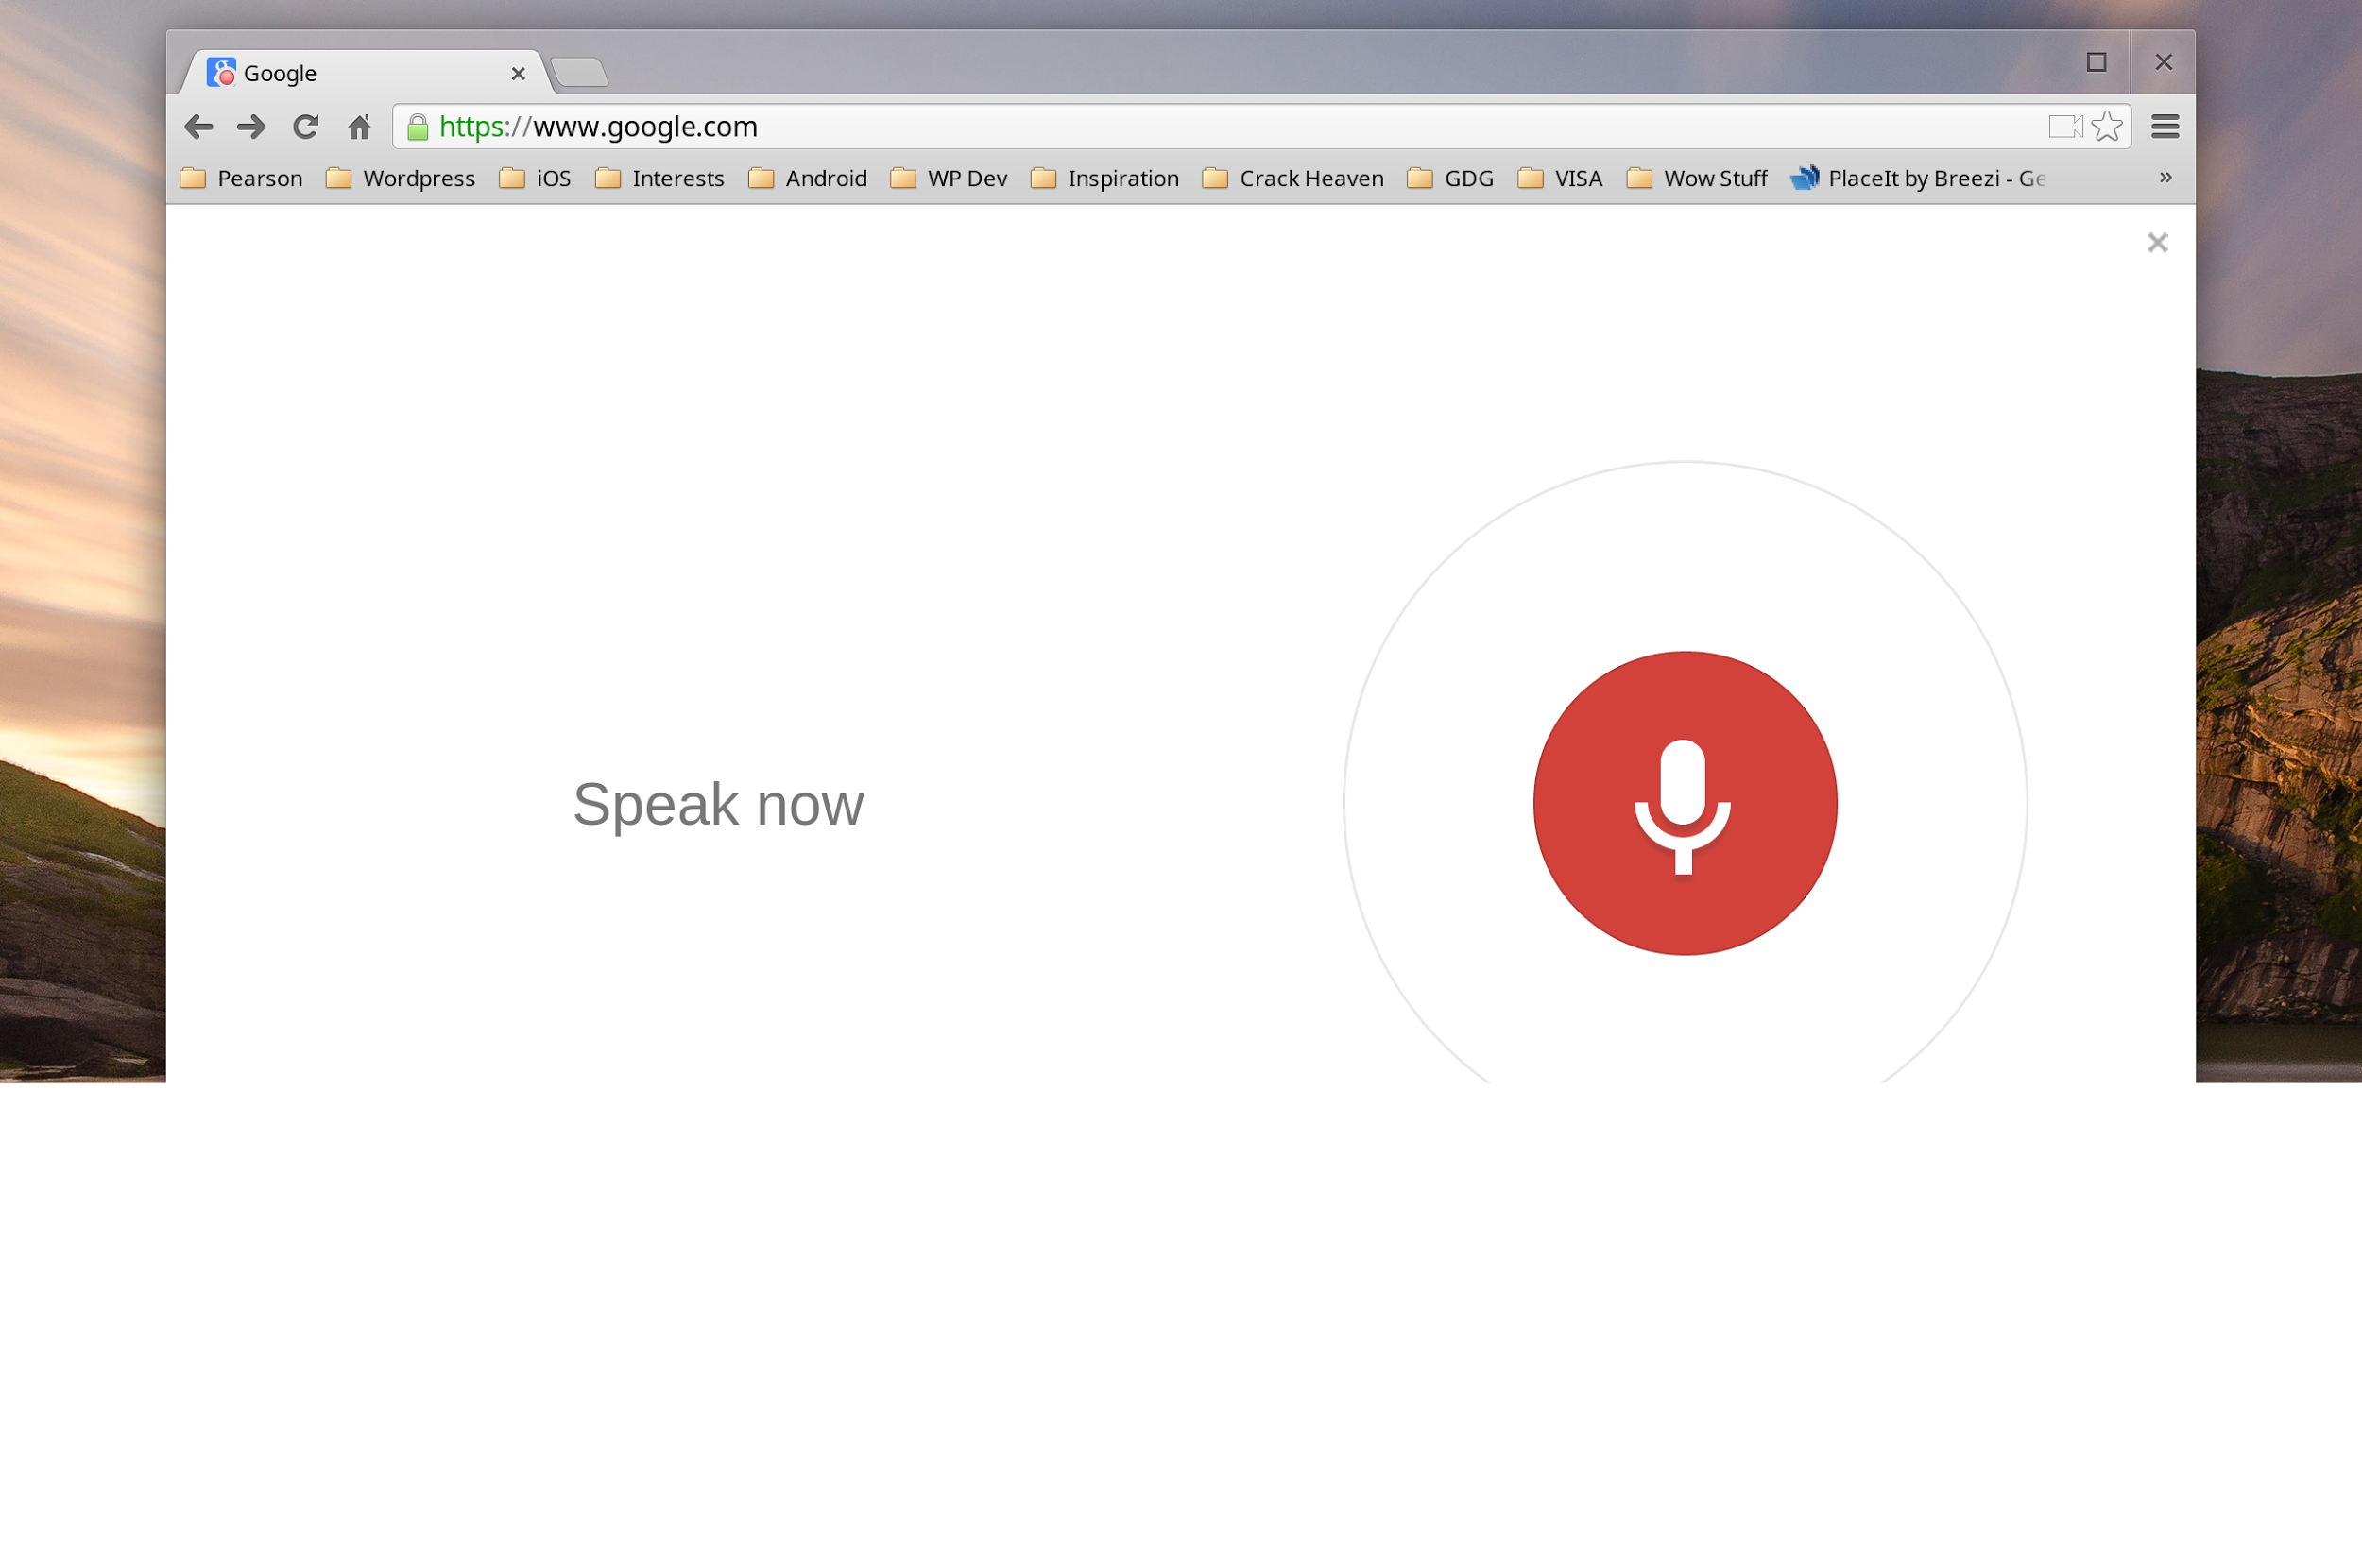 Google
https://www.google.com
Pearson Wordpress iOS Interests Android WP Dev Inspiration Crack Heaven GDG VISA Wow Stuff PlaceIt by Breezi - Ge
Speak now